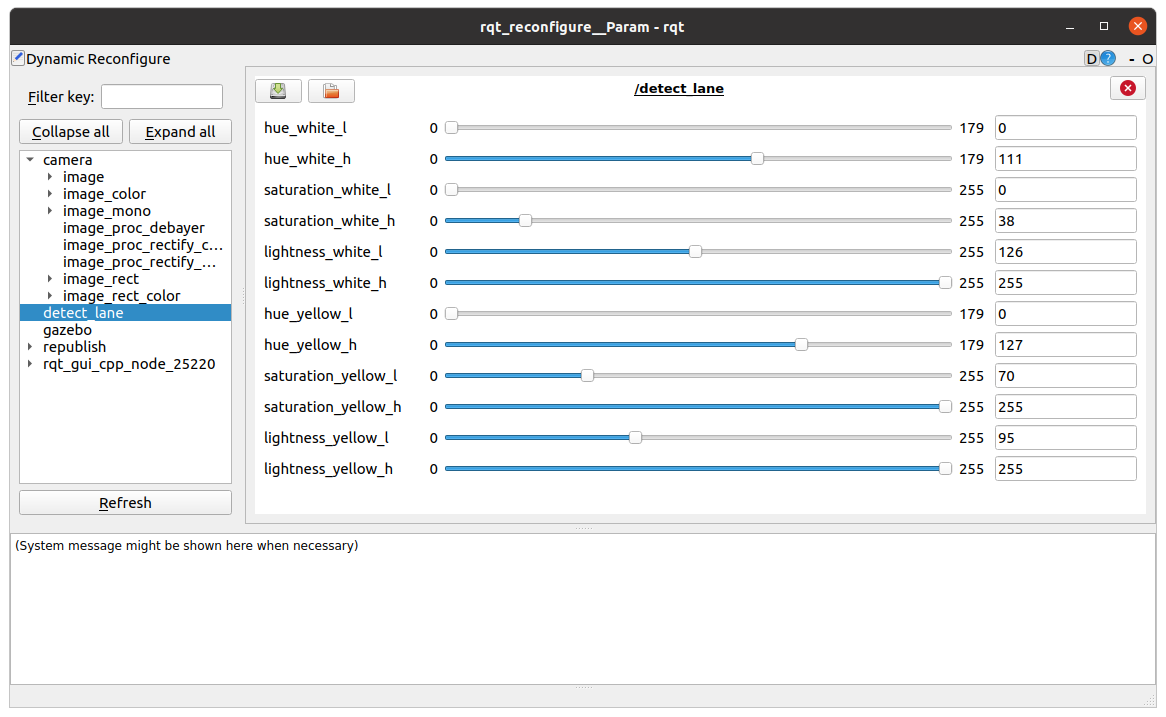 rqt_reconfigure__Param - rqt
Dynamic Reconfigure
D ? - O
Filter key:
Collapse all Expand all
camera
image
image_color
image_mono
image_proc_debayer
image_proc_rectify_c...
image_proc_rectify_...
image_rect
image_rect_color
detect_lane
gazebo
republish
rqt_gui_cpp_node_25220
Refresh
/detect_lane
hue_white_l 0 179 0
hue_white_h 0 179 111
saturation_white_l 0 255 0
saturation_white_h 0 255 38
lightness_white_l 0 255 126
lightness_white_h 0 255 255
hue_yellow_l 0 179 0
hue_yellow_h 0 179 127
saturation_yellow_l 0 255 70
saturation_yellow_h 0 255 255
lightness_yellow_l 0 255 95
lightness_yellow_h 0 255 255
(System message might be shown here when necessary)